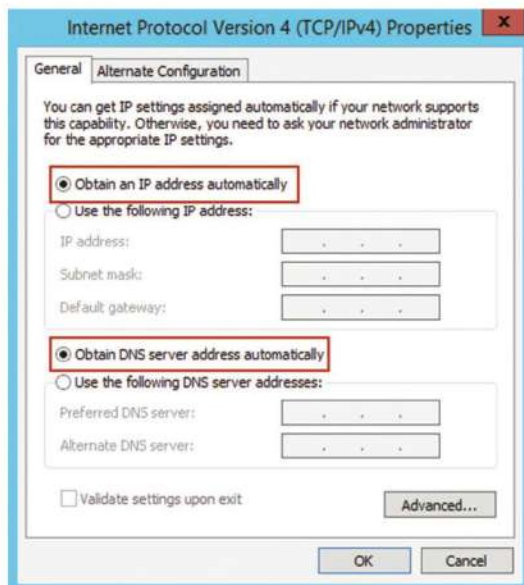 Internet Protocol Version 4 (TCP/IPv4) Properties
X
General
Alternate Configuration
You can get IP settings assigned automatically if your network supports
this capability. Otherwise, you need to ask your network administrator
for the appropriate IP settings.
Obtain an IP address automatically
Use the following IP address:
IP address:
Subnet mask:
Default gateway:
Obtain DNS server address automatically
Use the following DNS server addresses:
Preferred DNS server:
Alternate DNS server:
Validate settings upon exit
Advanced...
OK
Cancel